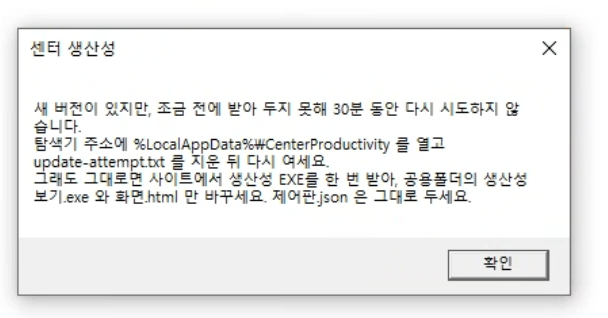 센터 생산성
새 버전이 있지만, 조금 전에 받아 두지 못해 30분 동안 다시 시도하지 않
습니다.
탐색기 주소에 %LocalAppData%₩CenterProductivity 를 열고
update-attempt.txt 를 지운 뒤 다시 여세요.
그래도 그대로면 사이트에서 생산성 EXE를 한 번 받아, 공용폴더의 생산성
보기.exe 와 화면.html 만 바꾸세요. 제어판.json 은 그대로 두세요.
확인